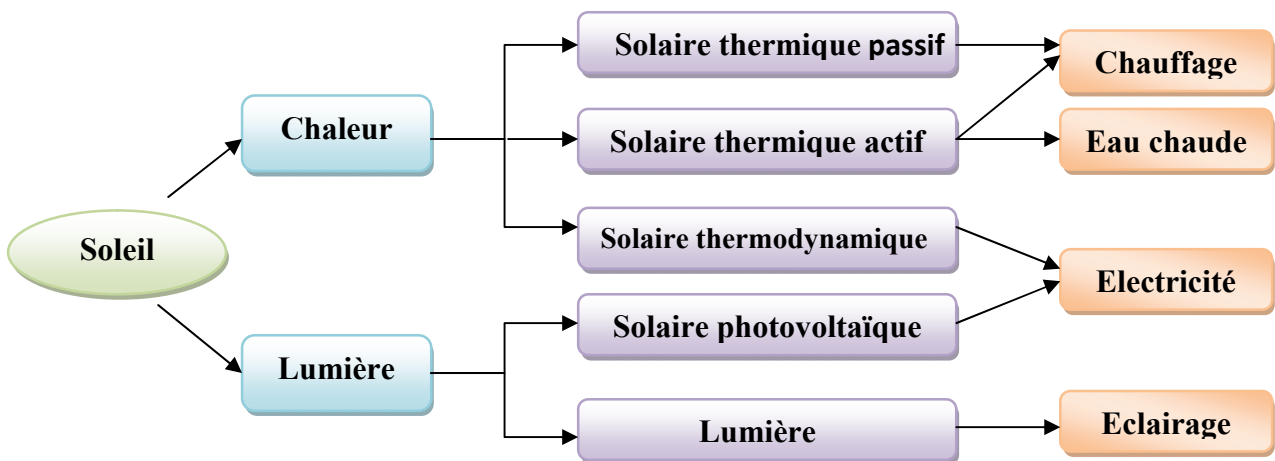 Soleil
Chaleur
Lumière
Solaire thermique passif
Solaire thermique actif
Solaire thermodynamique
Solaire photovoltaïque
Lumière
Chauffage
Eau chaude
Electricité
Eclairage